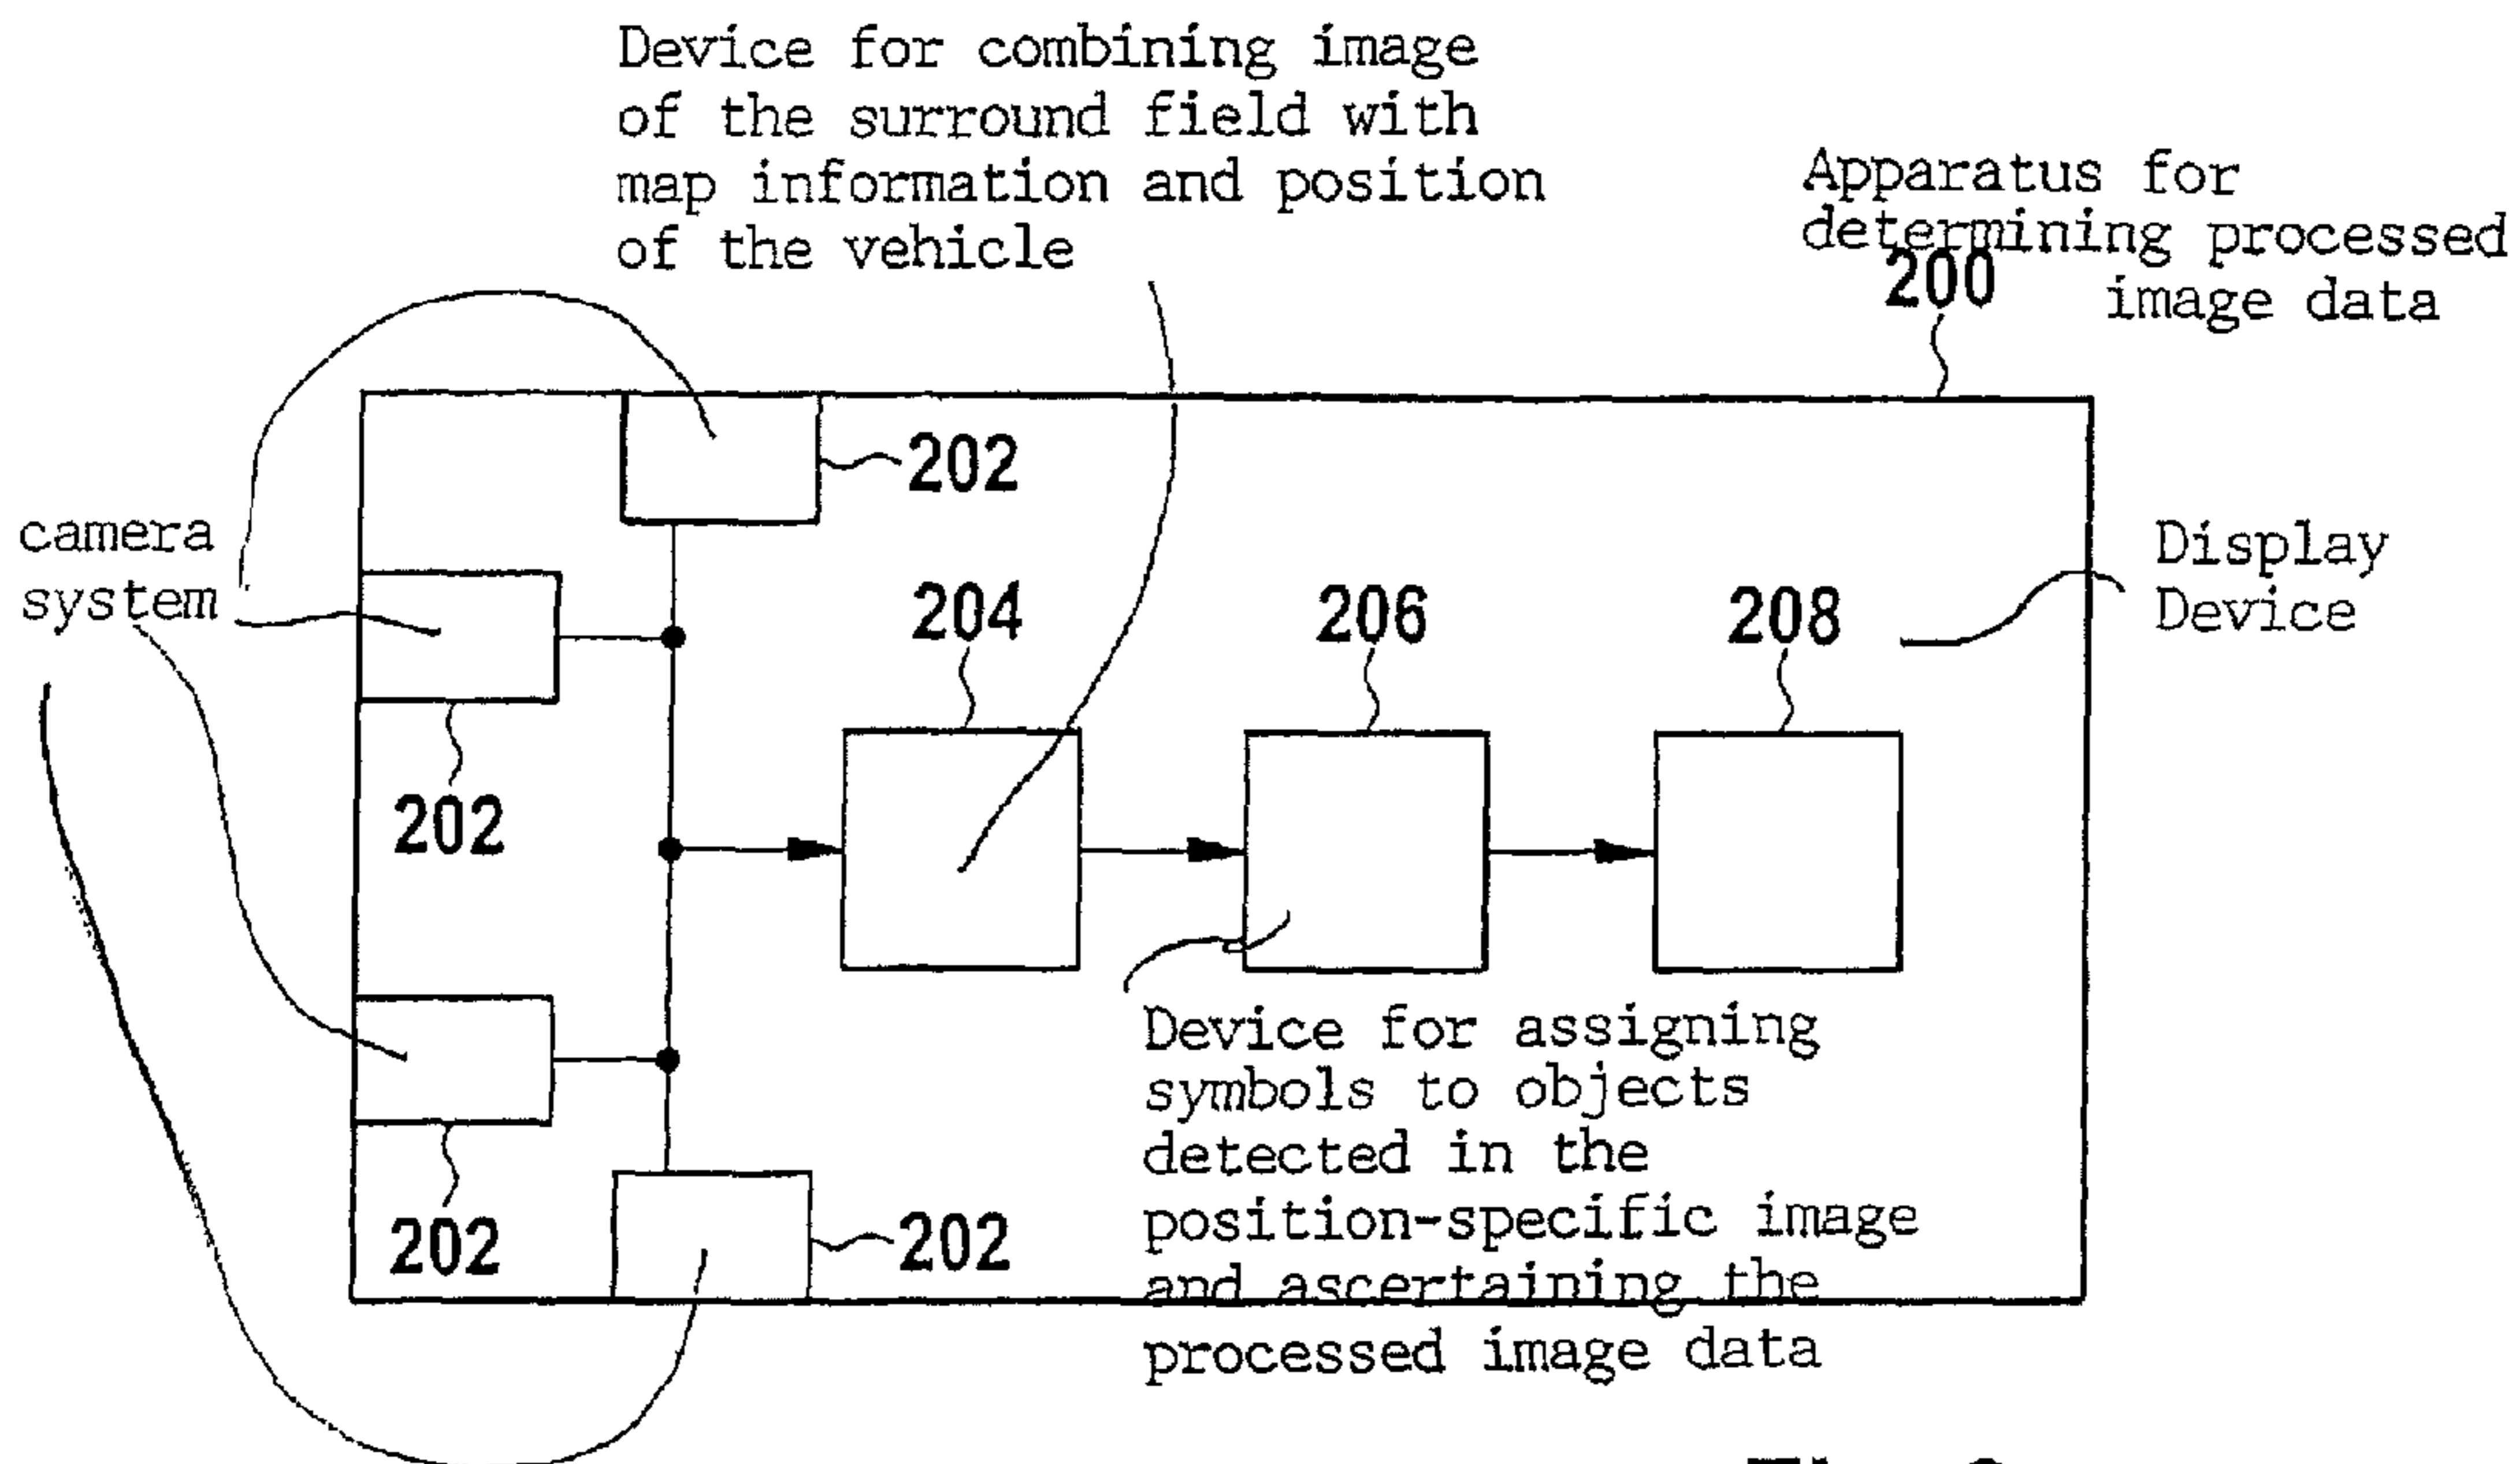 Device for combining image
of the surround field with
map information and position
of the vehicle
Apparatus for
determining processed
200
image data
202
camera
system
Display
Device
204
206
208
202
Device for assigning
symbols to objects
detected in the
position-specific image
and ascertaining the
processed image data
202
202